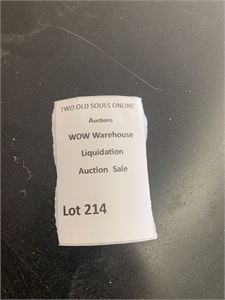 TWO OLD SOULS ONLINE
Auctions
WOW Warehouse
Liquidation
Auction Sale
Lot 214